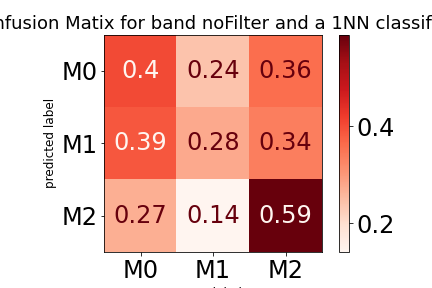 nfusion Matix for band noFilter and a 1NN classif
M0 0.4 0.24 0.36
M1 0.39 0.28 0.34
M2 0.27 0.14 0.59
M0 M1 M2
predicted label
0.4
0.2